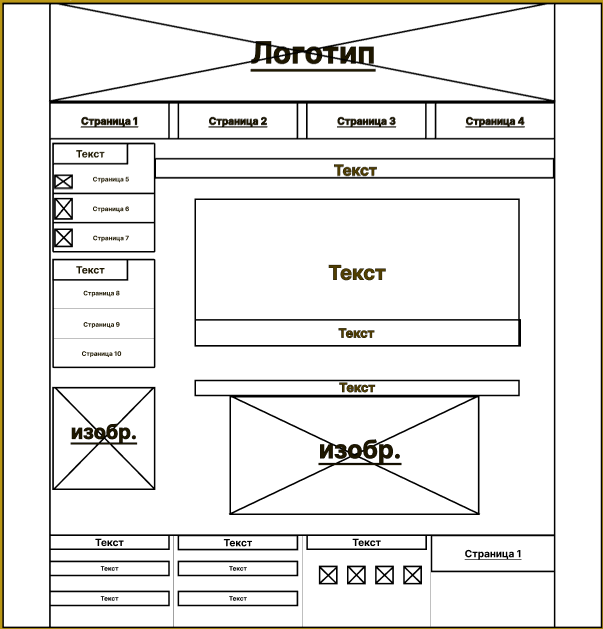 Логотип
Страница 1
Страница 2
Страница 3
Страница 4
Текст
Страница 5
Страница 6
Страница 7
Текст
Страница 8
Страница 9
Страница 10
изобр.
Текст
Текст
Текст
Текст
изобр.
Текст
Текст
Текст
Текст
Текст
Текст
Текст
Страница 1